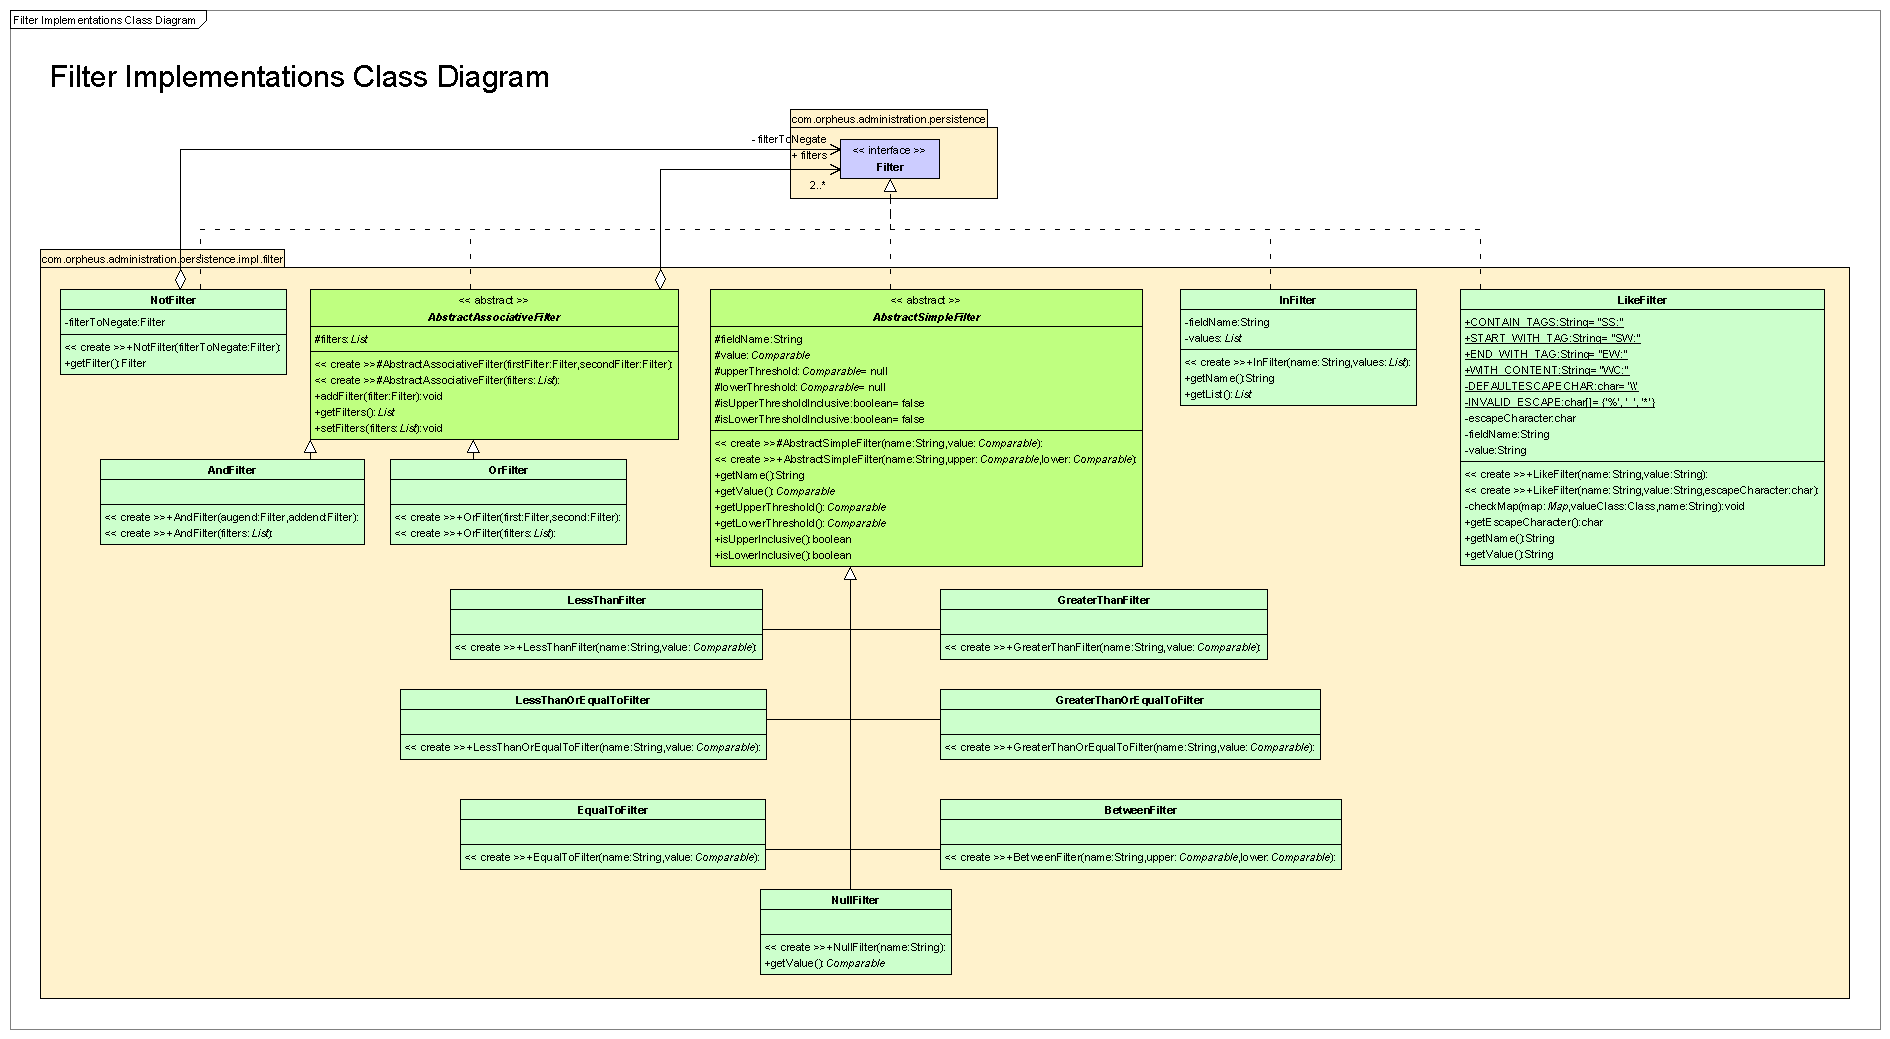 Filter Implementations Class Diagram
Filter Implementations Class Diagram
com.orpheus.administration.persistence
- filterToNegate
+ filters
2..*
<< interface >>
Filter
com.orpheus.administration.persistence.impl.filter
NotFilter
-filterToNegate:Filter
<< create >>+NotFilter(filterToNegate:Filter):
+getFilter():Filter
<< abstract >>
AbstractAssociativeFilter
#filters:List
<< create >>#AbstractAssociativeFilter(firstFilter:Filter,secondFilter:Filter):
<< create >>#AbstractAssociativeFilter(filters:List):
+addFilter(filter:Filter):void
+getFilters():List
+setFilters(filters:List):void
<< abstract >>
AbstractSimpleFilter
#fieldName:String
#value:Comparable
#upperThreshold:Comparable= null
#lowerThreshold:Comparable= null
#isUpperThresholdInclusive:boolean= false
#isLowerThresholdInclusive:boolean= false
<< create >>#AbstractSimpleFilter(name:String,value:Comparable):
<< create >>+AbstractSimpleFilter(name:String,upper:Comparable,lower:Comparable):
+getName():String
+getValue():Comparable
+getUpperThreshold():Comparable
+getLoverThreshold():Comparable
+isUpperInclusive():boolean
+isLowerInclusive():boolean
InFilter
-fieldName:String
-values:List
<< create >>+InFilter(name:String,values:List):
+getName():String
+getList():List
LikeFilter
+CONTAIN_TAGS:String= "SS:"
+START_WITH_TAG:String= "SW:"
+END_WITH_TAG:String= "EW:"
+WITH_CONTENT:String= "WC:"
-DEFAULTESCAPECHAR:char= '\\'
-INVALID_ESCAPE:char[]= {'%', '_', '*'}
-escapeCharacter:char
-fieldName:String
-value:String
<< create >>+LikeFilter(name:String,value:String):
<< create >>+LikeFilter(name:String,value:String,escapeCharacter:char):
-checkMap(map:Map,valueClass:Class,name:String):void
+getEscapeCharacter():char
+getName():String
+getValue():String
AndFilter
<< create >>+AndFilter(augend:Filter,addend:Filter):
<< create >>+AndFilter(filters:List):
OrFilter
<< create >>+OrFilter(first:Filter,second:Filter):
<< create >>+OrFilter(filters:List):
LessThanFilter
<< create >>+LessThanFilter(name:String,value:Comparable):
GreaterThanFilter
<< create >>+GreaterThanFilter(name:String,value:Comparable):
LessThanOrEqualToFilter
<< create >>+LessThanOrEqualToFilter(name:String,value:Comparable):
GreaterThanOrEqualToFilter
<< create >>+GreaterThanOrEqualToFilter(name:String,value:Comparable):
EqualToFilter
<< create >>+EqualToFilter(name:String,value:Comparable):
BetweenFilter
<< create >>+BetweenFilter(name:String,upper:Comparable,lower:Comparable):
NullFilter
<< create >>+NullFilter(name:String):
+getValue():Comparable